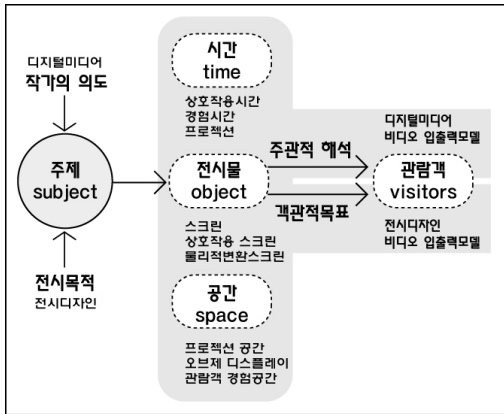 디지털미디어
작가의 의도
주제
subject
전시목적
전시디자인
시간
time
상호작용시간
경험시간
프로젝션
전시물
object
스크린
상호작용 스크린
물리적변환스크린
공간
space
프로젝션 공간
오브제 디스플레이
관람객 경험공간
주관적 해석
객관적목표
디지털미디어
비디오 입출력모델
관람객
visitors
전시디자인
비디오 입출력모델